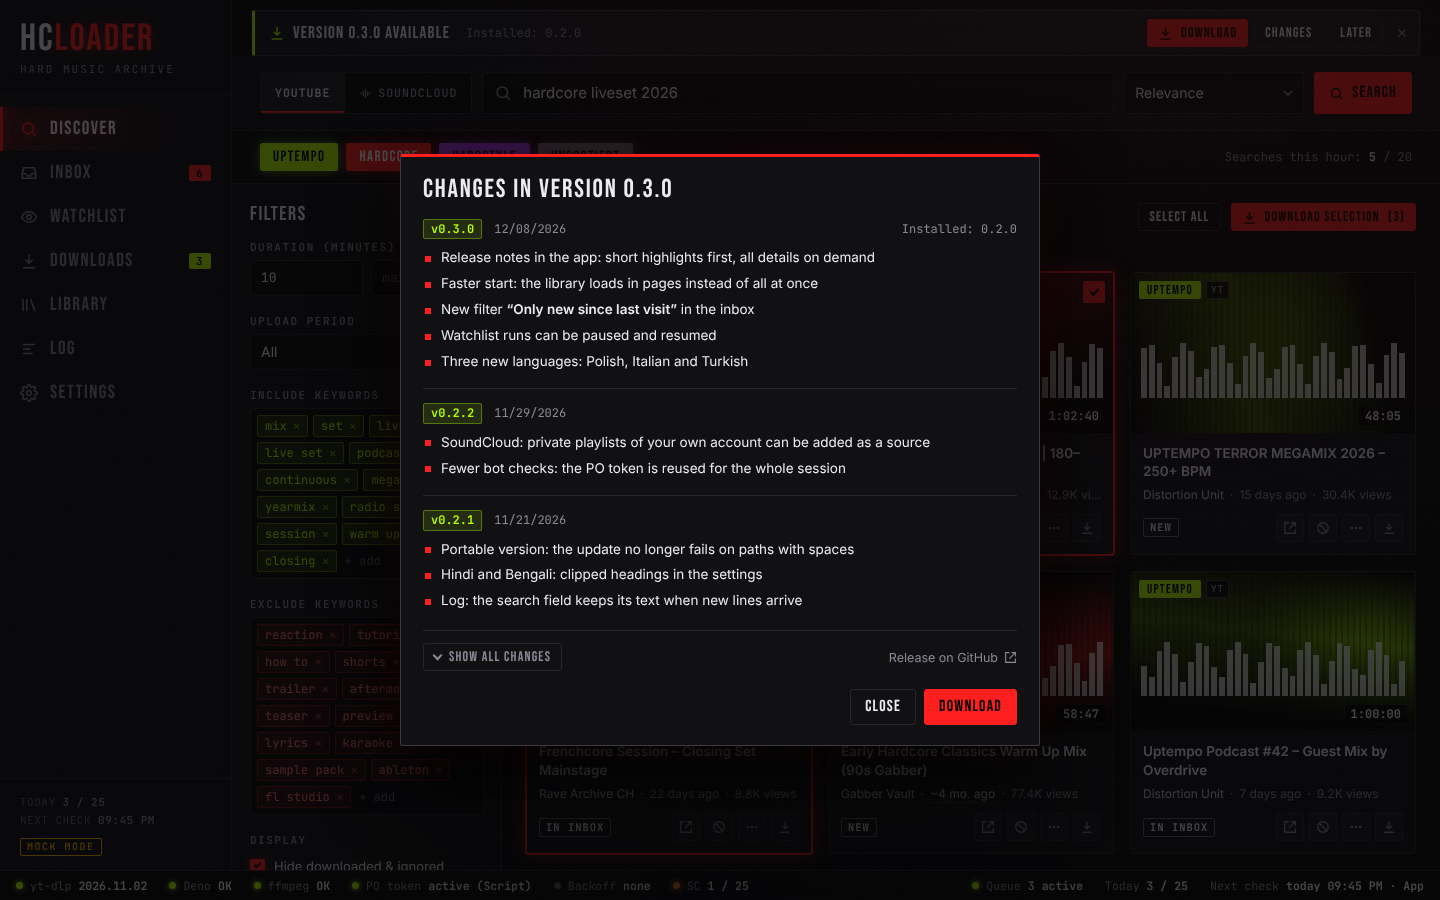 HCLOADER
HARD MUSIC ARCHIVE
DISCOVER
INBOX 6
WATCHLIST
DOWNLOADS 3
LIBRARY
LOG
SETTINGS
TODAY 3 / 25
NEXT CHECK 09:45 PM
MOCK MODE
VERSION 0.3.0 AVAILABLE Installed: 0.2.0
DOWNLOAD CHANGES LATER ×
YOUTUBE SOUNDCLOUD hardcore liveset 2026 Relevance SEARCH
UPTEMPO HARDCORE HARDSTYLE
Searches this hour: 5 / 20
FILTERS
DURATION (MINUTES)
10
UPLOAD PERIOD
All
INCLUDE KEYWORDS
mix × set ×
live set ×
continuous ×
yearmix × radio s
session × warm up
closing × + add
EXCLUDE KEYWORDS
reaction × tutori
how to × shorts ×
trailer × aftermo
teaser × preview
lyrics × karaoke
sample pack × ableton ×
fl studio × + add
DISPLAY
Hide downloaded & ignored
SELECT ALL DOWNLOAD SELECTION (3)
CHANGES IN VERSION 0.3.0
v0.3.0 12/08/2026 Installed: 0.2.0
Release notes in the app: short highlights first, all details on demand
Faster start: the library loads in pages instead of all at once
New filter “Only new since last visit” in the inbox
Watchlist runs can be paused and resumed
Three new languages: Polish, Italian and Turkish
v0.2.2 11/29/2026
SoundCloud: private playlists of your own account can be added as a source
Fewer bot checks: the PO token is reused for the whole session
v0.2.1 11/21/2026
Portable version: the update no longer fails on paths with spaces
Hindi and Bengali: clipped headings in the settings
Log: the search field keeps its text when new lines arrive
SHOW ALL CHANGES Release on GitHub
CLOSE DOWNLOAD
1:02:40
| 180–
12.9K vi...
UPTEMPO YT
48:05
UPTEMPO TERROR MEGAMIX 2026 –
250+ BPM
Distortion Unit · 15 days ago · 30.4K views
NEW
Frenchcore Session – Closing Set
Mainstage
Rave Archive CH · 22 days ago · 8.8K views
IN INBOX
58:47
Early Hardcore Classics Warm Up Mix
(90s Gabber)
Gabber Vault · ~4 mo. ago · 77.4K views
NEW
UPTEMPO YT
1:00:00
Uptempo Podcast #42 – Guest Mix by
Overdrive
Distortion Unit · 7 days ago · 9.2K views
IN INBOX
yt-dlp 2026.11.02 Deno OK ffmpeg OK PO token active (Script) Backoff none SC 1 / 25 Queue 3 active Today 3 / 25 Next check today 09:45 PM · App